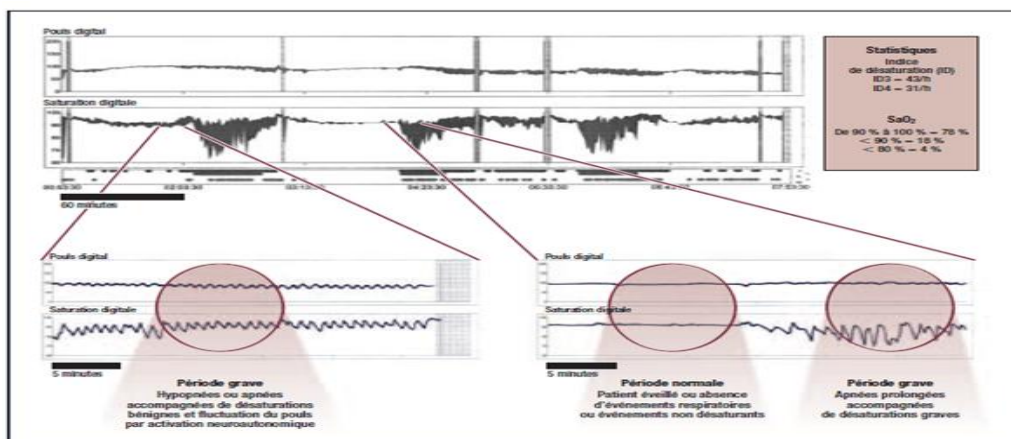 Pouls digital
Saturation digitale
60 minutes
Statistiques
Indice
de désaturation (ID)
ID3 = 43/h
ID4 = 31/h
SaO₂
De 90 % à 100 % = 78 %
< 90 % = 18 %
< 80 % = 4 %
Pouls digital
Saturation digitale
5 minutes
Période grave
Hypopnées ou apnées
accompagnées de désaturations
bénignes et fluctuation du pouls
par activation neuroautonomique
Pouls digital
Saturation digitale
5 minutes
Période normale
Patient éveillé ou absence
d'événements respiratoires
ou événements non désaturants
Période grave
Apnées prolongées
accompagnées
de désaturations graves